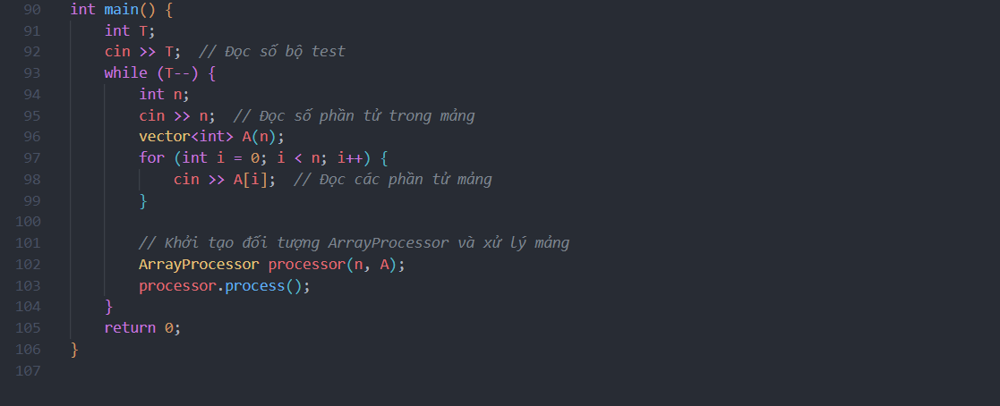 90 int main() {
91 int T;
92 cin >> T; // Đọc số bộ test
93 while (T--) {
94 int n;
95 cin >> n; // Đọc số phần tử trong mảng
96 vector<int> A(n);
97 for (int i = 0; i < n; i++) {
98 cin >> A[i]; // Đọc các phần tử mảng
99 }
100
101 // Khởi tạo đối tượng ArrayProcessor và xử lý mảng
102 ArrayProcessor processor(n, A);
103 processor.process();
104 }
105 return 0;
106 }
107